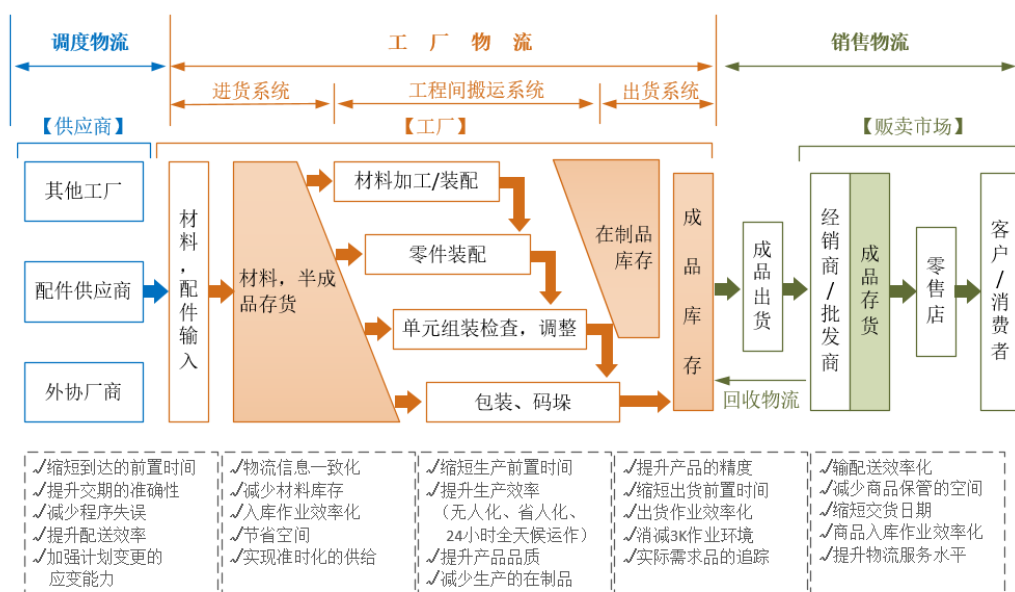 调度物流
工厂物流
销售物流
进货系统
工程间搬运系统
出货系统
【供应商】
【工厂】
【贩卖市场】
其他工厂
配件供应商
外协厂商
材料，配件输入
材料，半成
品存货
材料加工/装配
零件装配
单元组装检查，调整
包装、码垛
在制品
库存
成品库存
成品出货
经销商/批发商
成品存货
零售店
客户/消费者
回收物流
✓缩短到达的前置时间
✓提升交期的准确性
✓减少程序失误
✓提升配送效率
✓加强计划变更的
应变能力
✓物流信息一致化
✓减少材料库存
✓入库作业效率化
✓节省空间
✓实现准时化的供给
✓缩短生产前置时间
✓提升生产效率
（无人化、省人化、
24小时全天候运作）
✓提升产品品质
✓减少生产的在制品
✓提升产品的精度
✓缩短出货前置时间
✓出货作业效率化
✓消减3K作业环境
✓实际需求品的追踪
✓输配送效率化
✓减少商品保管的空间
✓缩短交货日期
✓商品入库作业效率化
✓提升物流服务水平